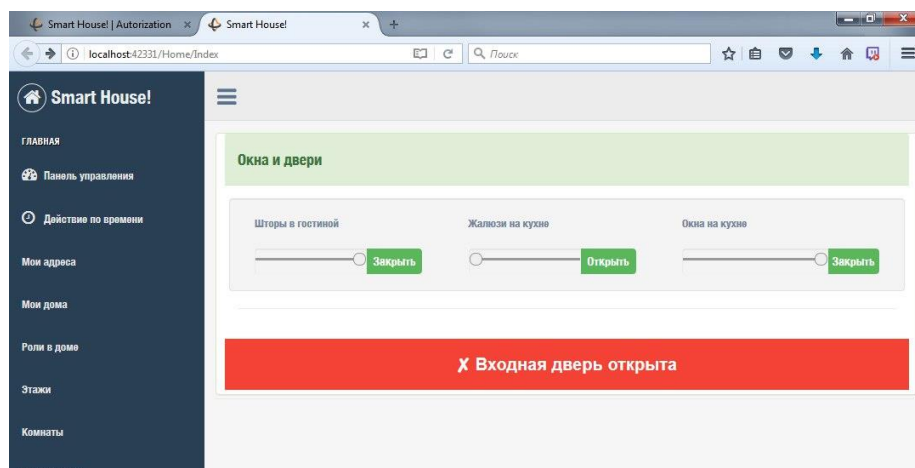 Smart House! | Autorization
Smart House!
localhost:42331/Home/Index
Поиск
Smart House!
ГЛАВНАЯ
Панель управления
Действие по времени
Мои адреса
Мои дома
Роли в доме
Этажи
Комнаты
Окна и двери
Шторы в гостиной
Закрыть
Жалюзи на кухне
Открыть
Окна на кухне
Закрыть
✗ Входная дверь открыта